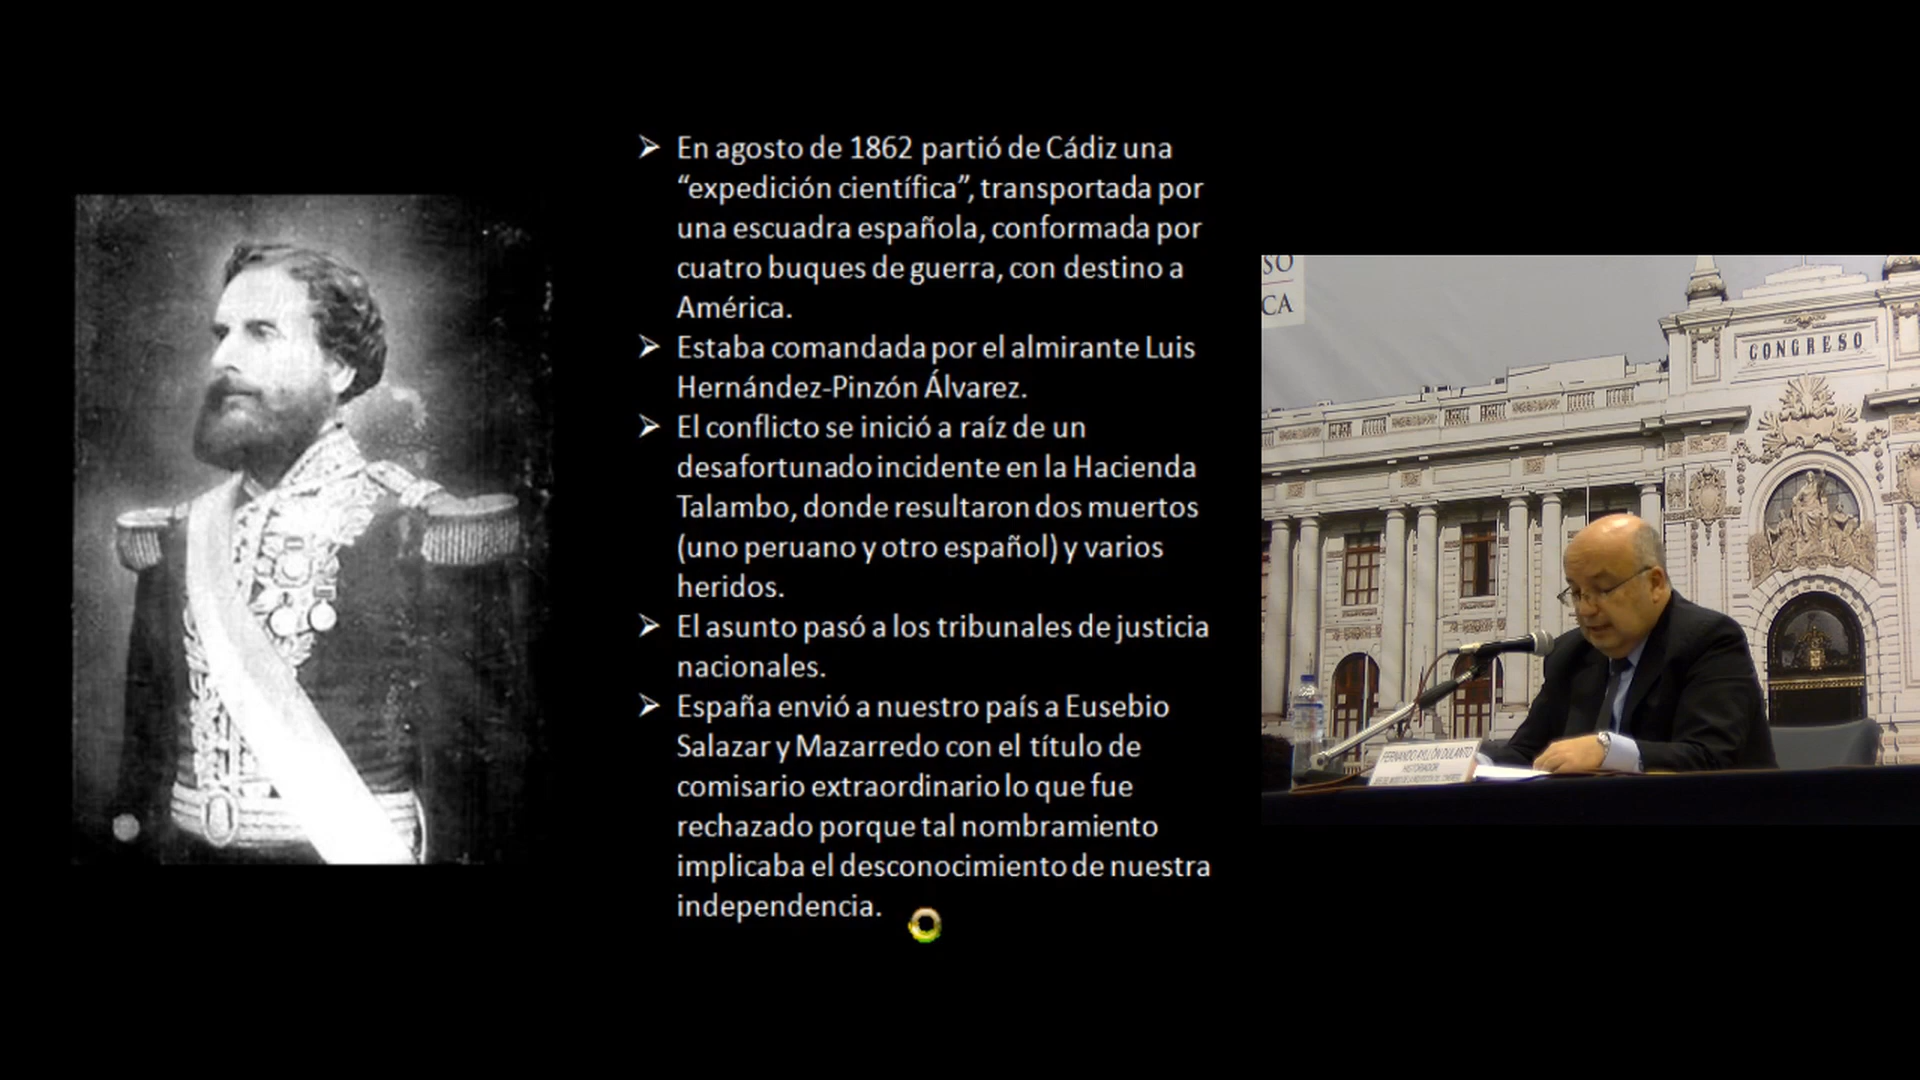 En agosto de 1862 partió de Cádiz una
“expedición científica”, transportada por
una escuadra española, conformada por
cuatro buques de guerra, con destino a
América.
Estaba comandada por el almirante Luis
Hernández-Pinzón Álvarez.
El conflicto se inició a raíz de un
desafortunado incidente en la Hacienda
Talambo, donde resultaron dos muertos
(uno peruano y otro español) y varios
heridos.
El asunto pasó a los tribunales de justicia
nacionales.
España envió a nuestro país a Eusebio
Salazar y Mazarredo con el título de
comisario extraordinario lo que fue
rechazado porque tal nombramiento
implicaba el desconocimiento de nuestra
independencia.
SO
CA
CONGRESO
FERNANDO AYLLÓN DULANTO
HISTORIADOR